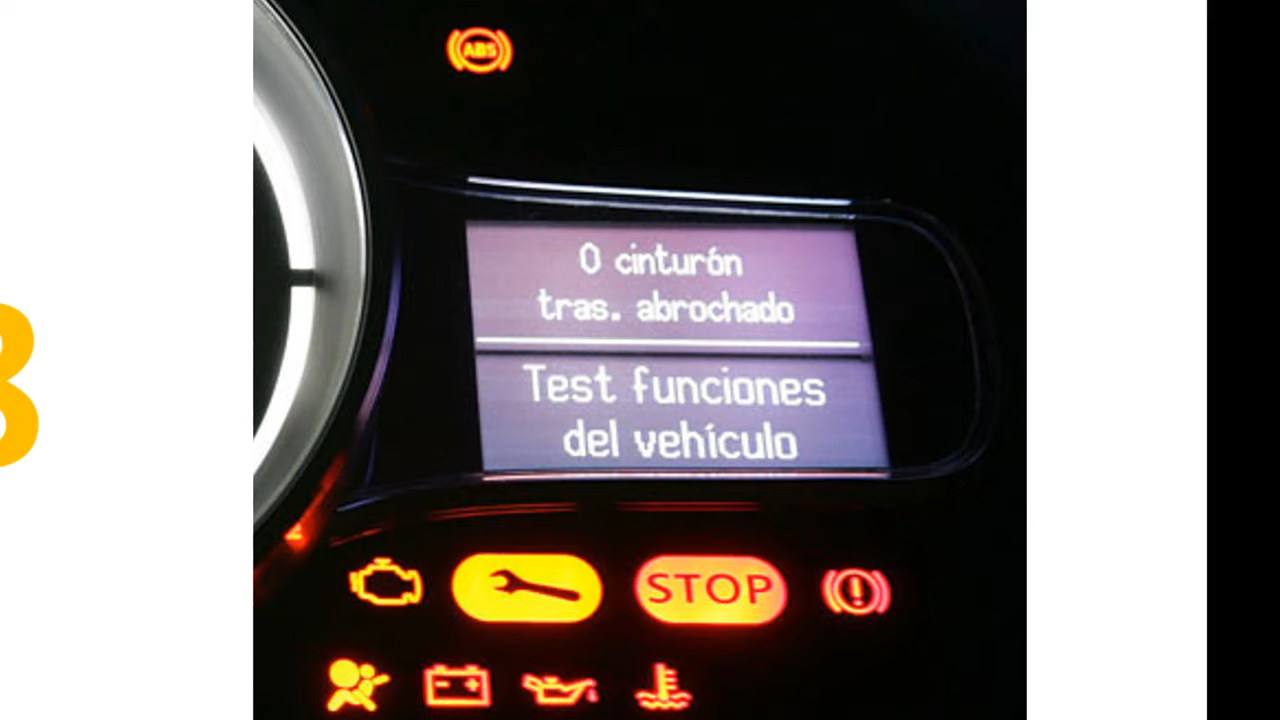 ABS
0 cinturón
tras. abrochado
Test funciones
del vehículo
STOP